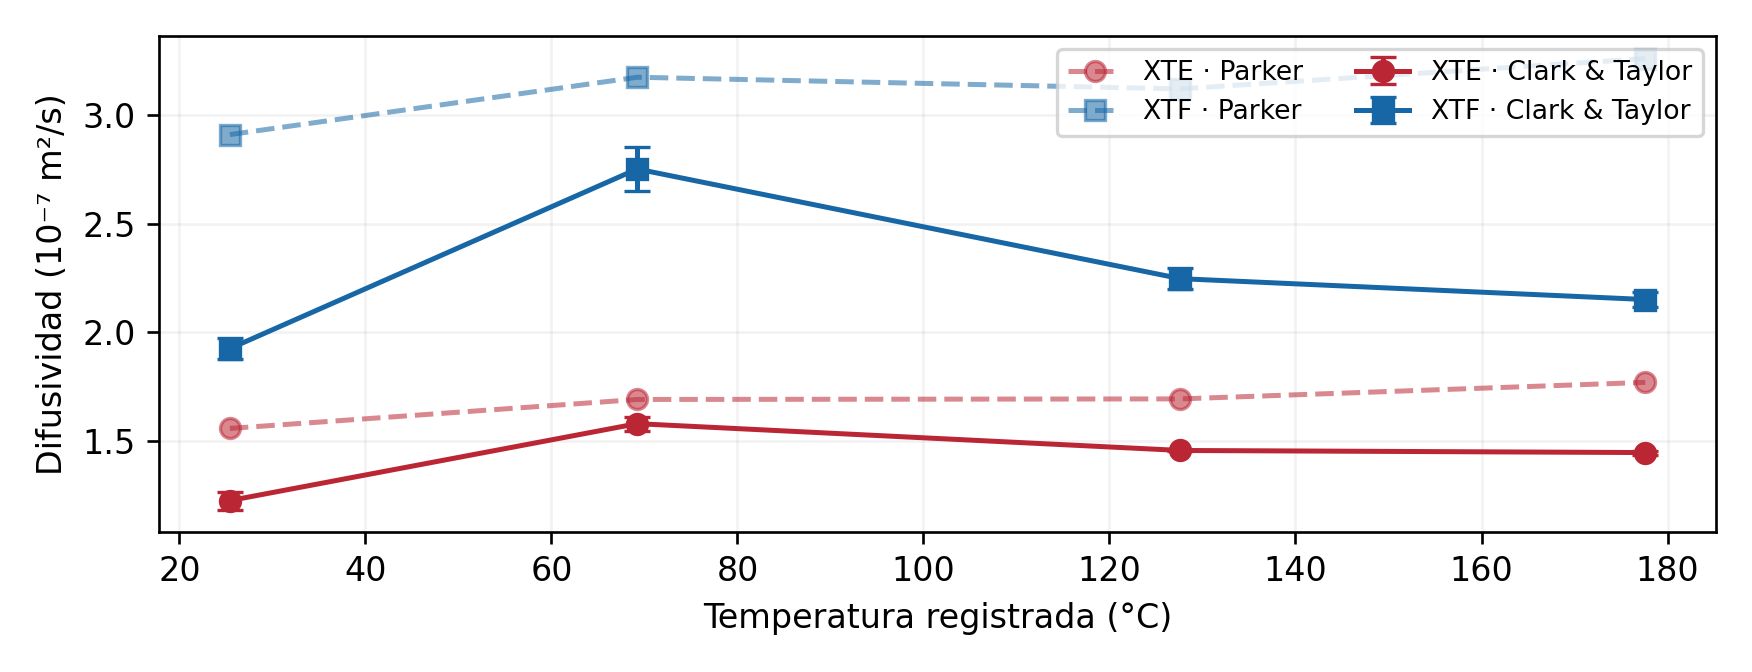 XTE · Parker
XTF · Parker
XTE · Clark & Taylor
XTF · Clark & Taylor
Difusividad (10⁻⁷ m²/s)
3.0
2.5
2.0
1.5
20 40 60 80 100 120 140 160 180
Temperatura registrada (°C)